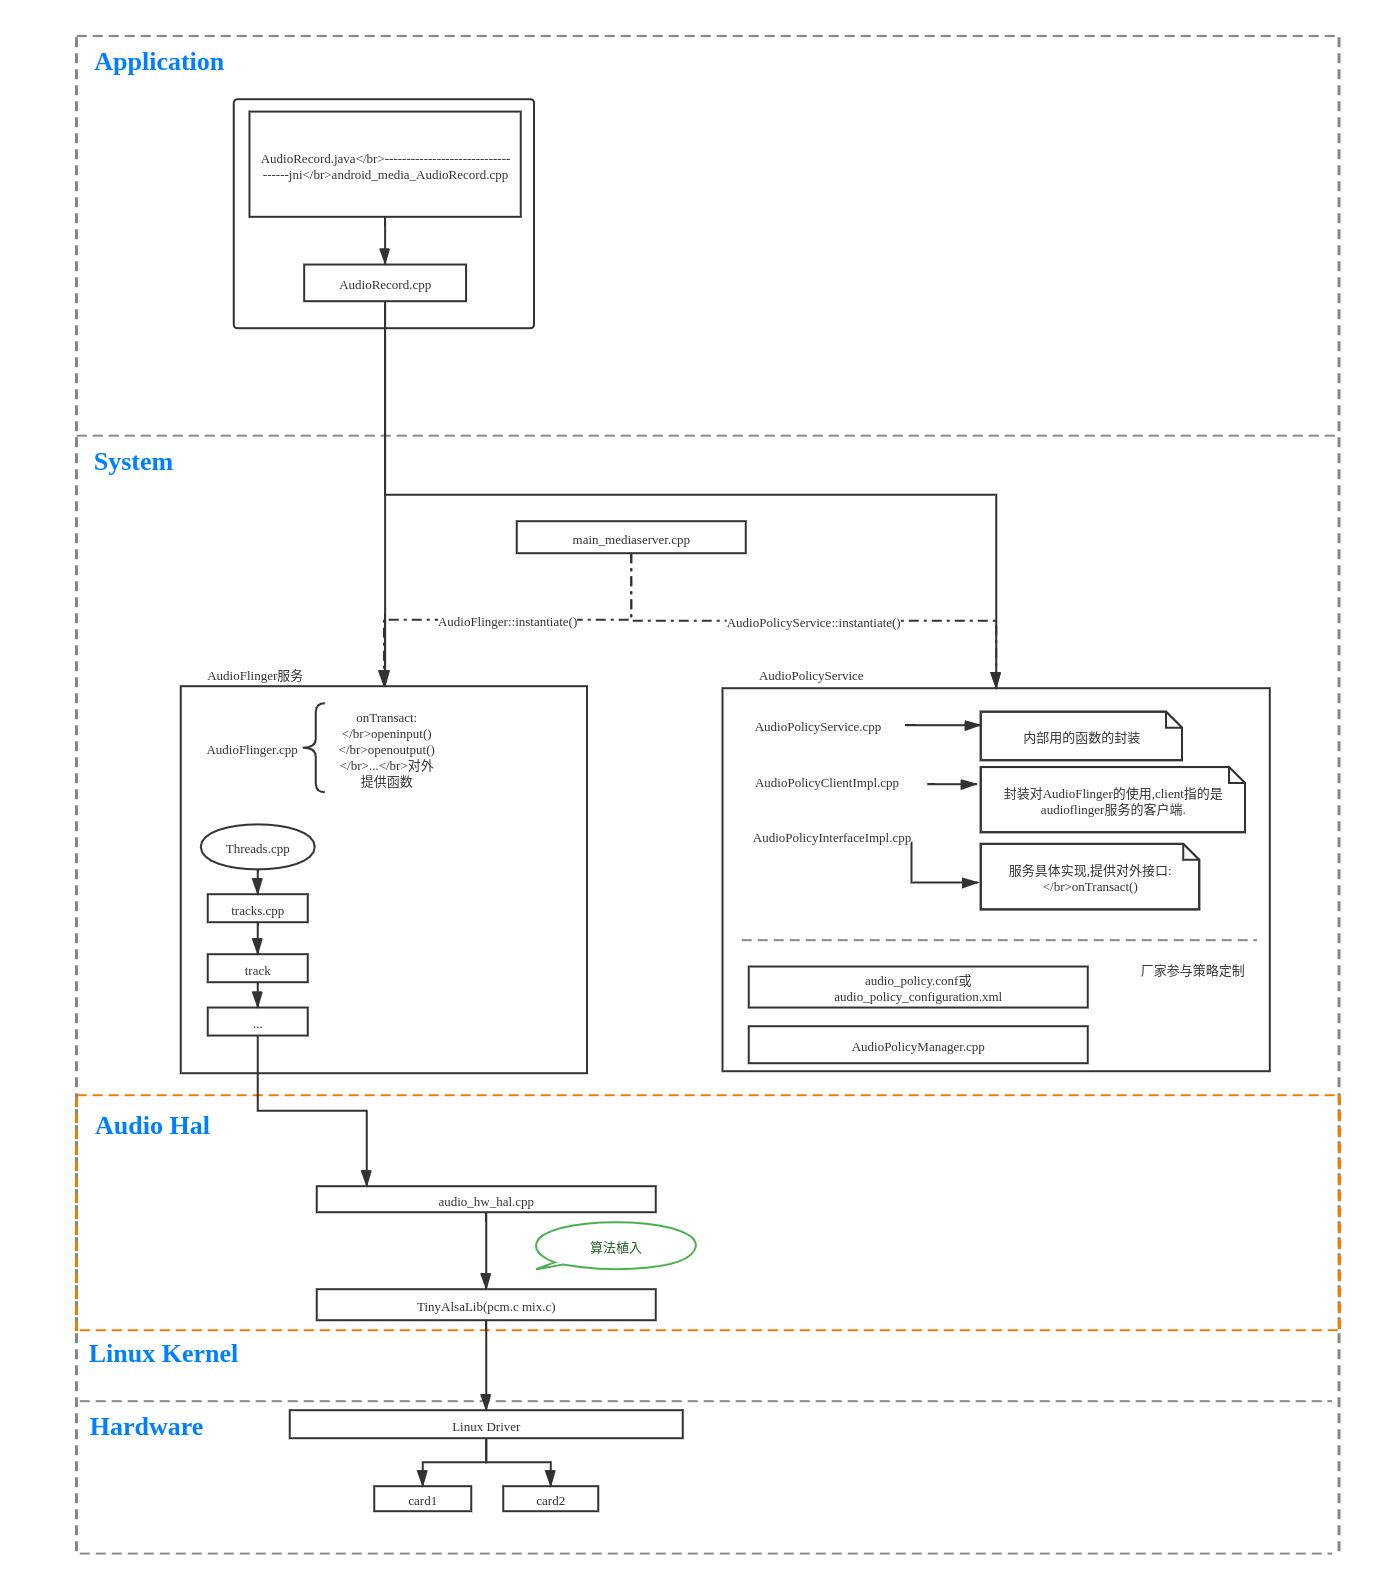 Application
AudioRecord.java</br>-----------------------------
------jni</br>android_media_AudioRecord.cpp
AudioRecord.cpp
System
main_mediaserver.cpp
AudioFlinger::instantiate()
AudioPolicyService::instantiate()
AudioFlinger服务
AudioFlinger.cpp
onTransact:
</br>openinput()
</br>openoutput()
</br>...</br>对外
提供函数
Threads.cpp
tracks.cpp
track
...
AudioPolicyService
AudioPolicyService.cpp
内部用的函数的封装
AudioPolicyClientImpl.cpp
封装对AudioFlinger的使用,client指的是
audioflinger服务的客户端.
AudioPolicyInterfaceImpl.cpp
服务具体实现,提供对外接口:
</br>onTransact()
厂家参与策略定制
audio_policy.conf或
audio_policy_configuration.xml
AudioPolicyManager.cpp
Audio Hal
audio_hw_hal.cpp
算法植入
TinyAlsaLib(pcm.c mix.c)
Linux Kernel
Hardware
Linux Driver
card1
card2